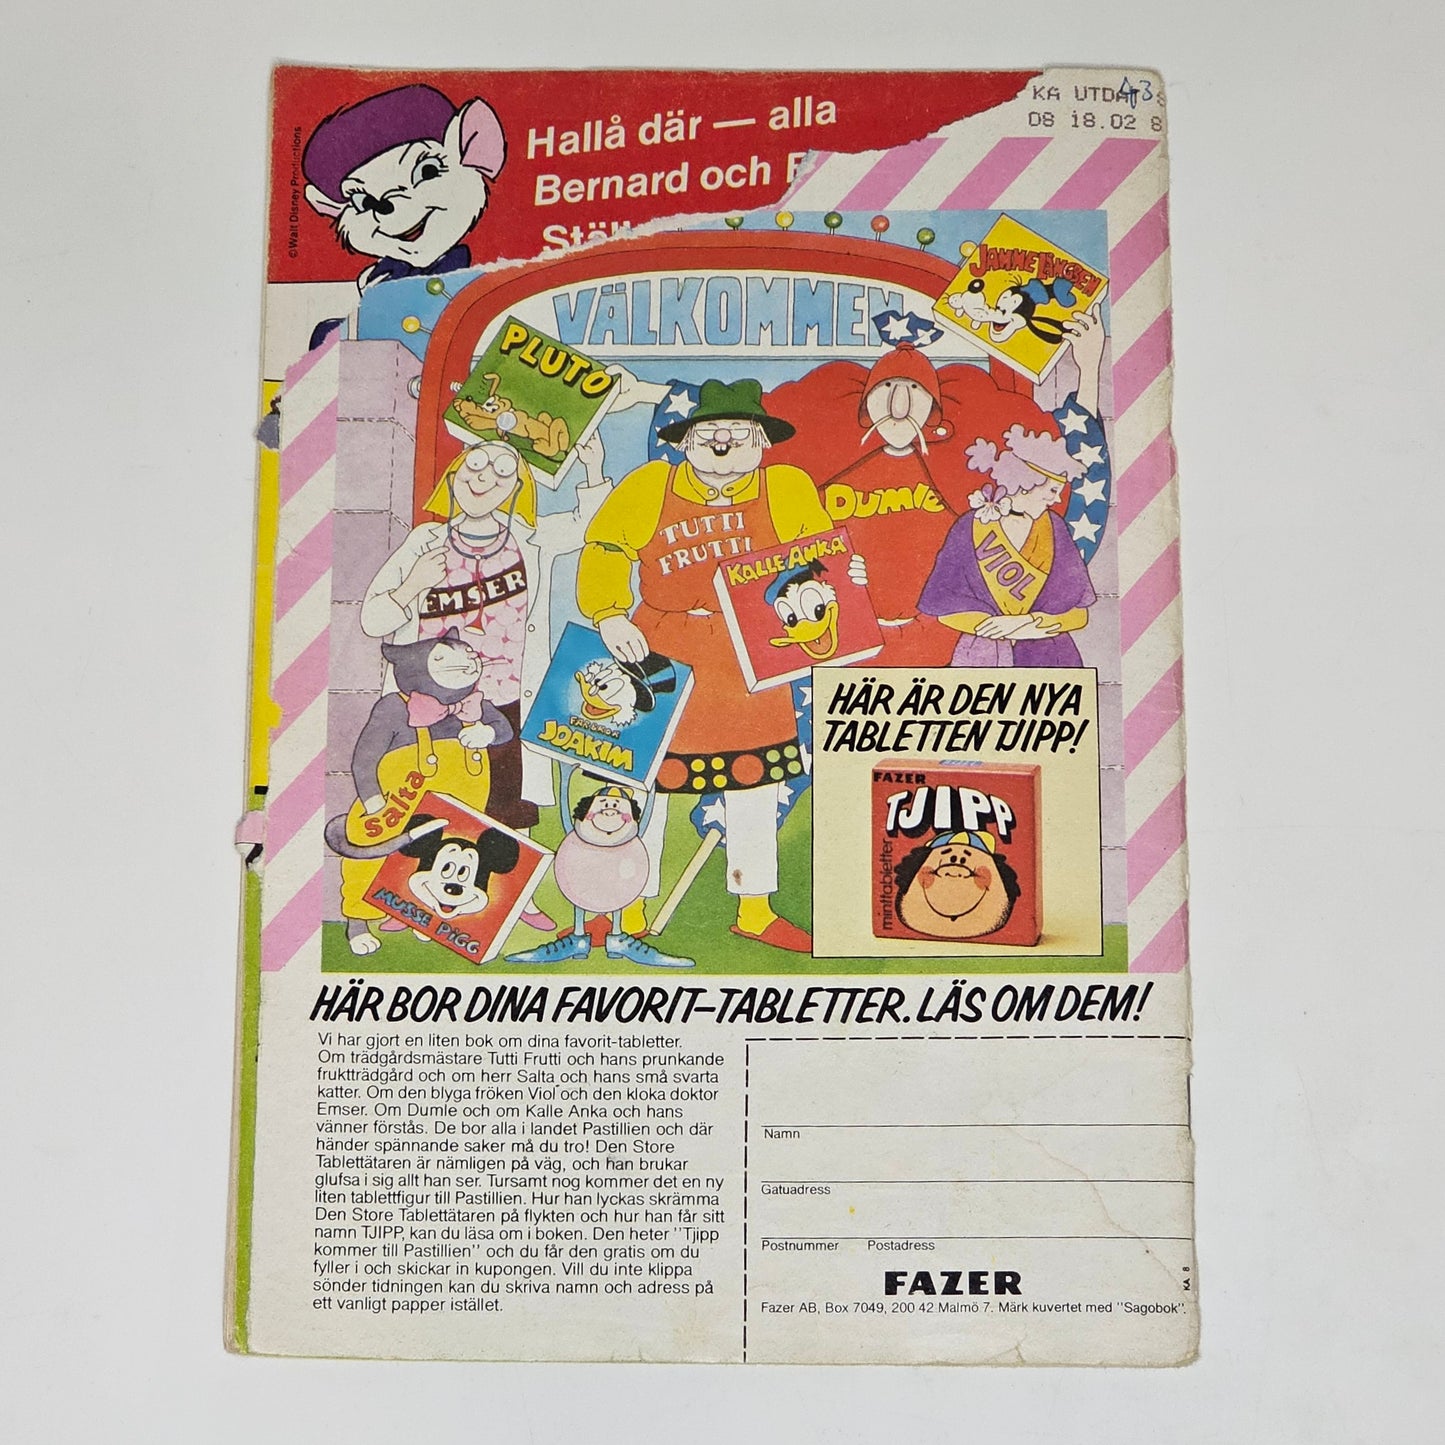 ©Walt Disney Productions
Hallå där — alla
Bernard och
KA UTDA
43
08 18.02 8
VÄLKOMMEN
JAMME LÅNGBEN
PLUTO
DUMLE
TUTTI
FRUTTI
KALLE ANKA
EMSER
VIOL
FARBROR
JOAKIM
Salta
MUSSE PIGG
HÄR ÄR DEN NYA
TABLETTEN TJIPP!
FAZER
TJIPP
minttabletter
HÄR BOR DINA FAVORIT-TABLETTER. LÄS OM DEM!
Vi har gjort en liten bok om dina favorit-tabletter.
Om trädgårdsmästare Tutti Frutti och hans prunkande
fruktträdgård och om herr Salta och hans små svarta
katter. Om den blyga fröken Viol och den kloka doktor
Emser. Om Dumle och om Kalle Anka och hans
vänner förstås. De bor alla i landet Pastillien och där
händer spännande saker må du tro! Den Store
Tablettätaren är nämligen på väg, och han brukar
glufsa i sig allt han ser. Tursamt nog kommer det en ny
liten tablettfigur till Pastillien. Hur han lyckas skrämma
Den Store Tablettätaren på flykten och hur han får sitt
namn TJIPP, kan du läsa om i boken. Den heter "Tjipp
kommer till Pastillien" och du får den gratis om du
fyller i och skickar in kupongen. Vill du inte klippa
sönder tidningen kan du skriva namn och adress på
ett vanligt papper istället.
Namn
Gatuadress
Postnummer Postadress
FAZER
Fazer AB, Box 7049, 200 42 Malmö 7. Märk kuvertet med "Sagobok".
KA 8